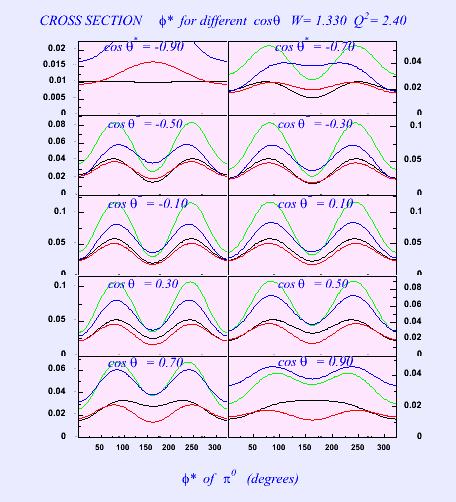 CROSS SECTION ϕ* for different cosθ W= 1.330 Q² = 2.40
cos θ* = -0.90
cos θ* = -0.70
0.02
0.015
0.01
0.005
0
0.04
0.02
0
cos θ = -0.50
cos θ = -0.30
0.08
0.06
0.04
0.02
0
0.1
0.05
0
cos θ = -0.10
cos θ = 0.10
0.1
0.05
0
0.1
0.05
0
cos θ = 0.30
cos θ = 0.50
0.1
0.05
0
0.08
0.06
0.04
0.02
0
cos θ = 0.70
cos θ = 0.90
0.06
0.04
0.02
0
0.04
0.02
0
50 100 150 200 250 300 50 100 150 200 250 300
ϕ* of π⁰ (degrees)